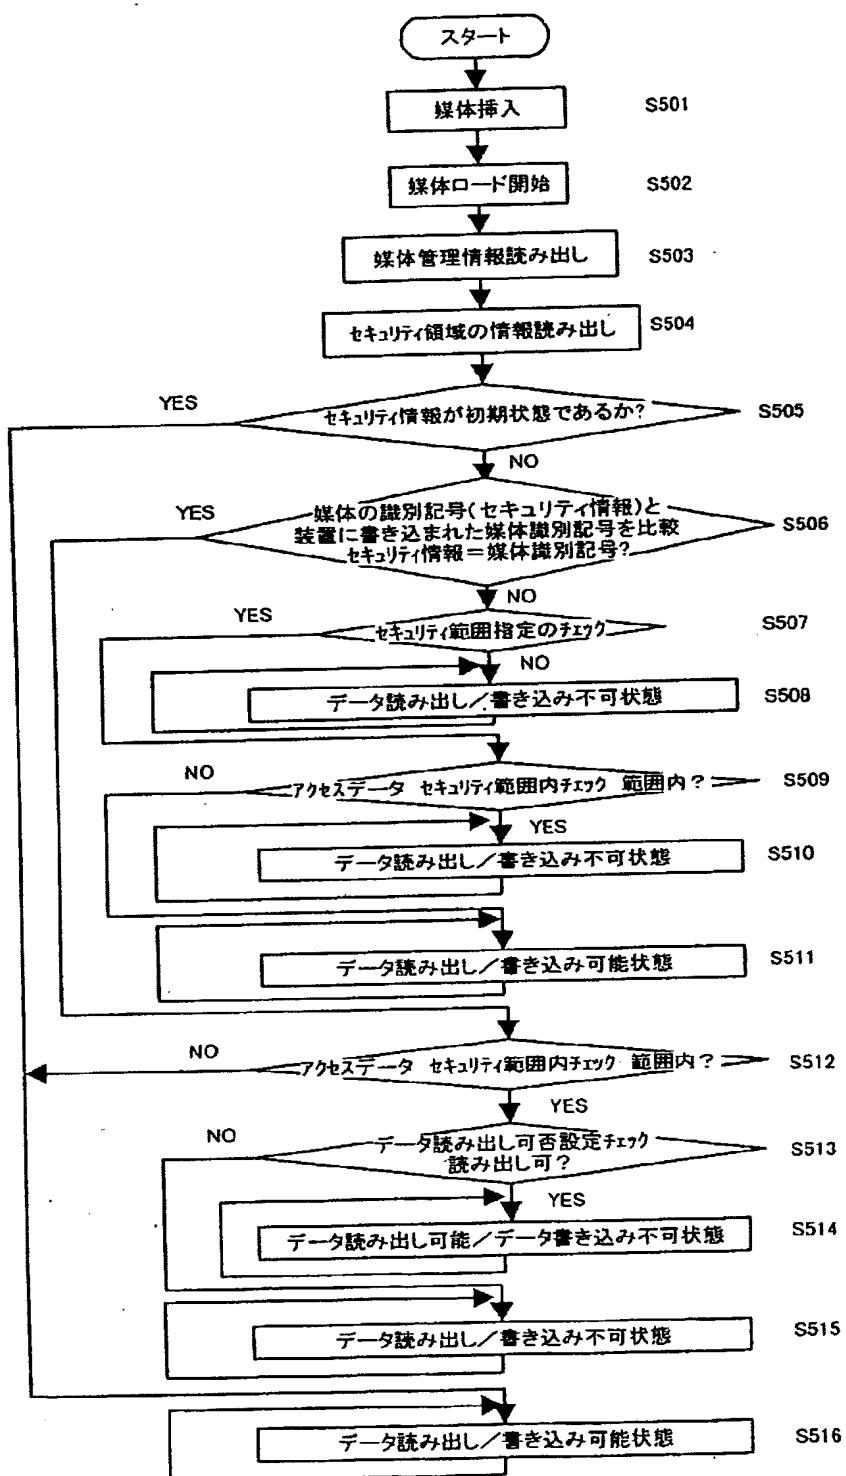 スタート
媒体挿入 S501
媒体ロード開始 S502
媒体管理情報読み出し S503
セキュリティ領域の情報読み出し S504
YES
セキュリティ情報が初期状態であるか? S505
NO
YES
媒体の識別記号(セキュリティ情報)と
装置に書き込まれた媒体識別記号を比較 S506
セキュリティ情報=媒体識別記号?
NO
YES
セキュリティ範囲指定のチェック S507
NO
データ読み出し/書き込み不可状態 S508
NO
アクセスデータ セキュリティ範囲内チェック 範囲内? S509
YES
データ読み出し/書き込み不可状態 S510
データ読み出し/書き込み可能状態 S511
NO
アクセスデータ セキュリティ範囲内チェック 範囲内? S512
YES
NO
データ読み出し可否設定チェック S513
読み出し可?
YES
データ読み出し可能/データ書き込み不可状態 S514
データ読み出し/書き込み不可状態 S515
データ読み出し/書き込み可能状態 S516